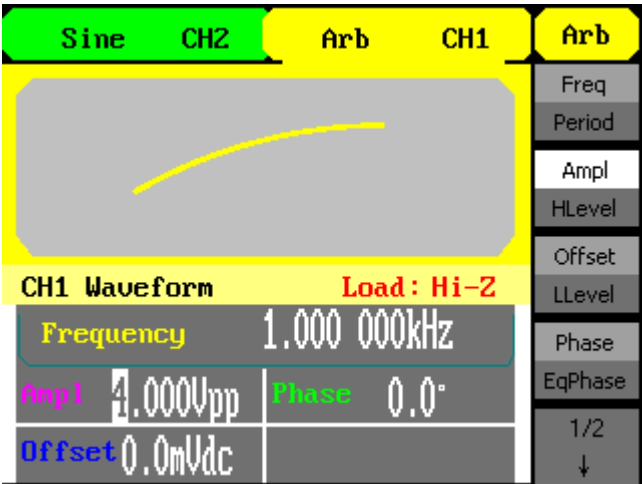 Sine CH2 Arb CH1 Arb
Freq
Period
Ampl
HLevel
Offset
LLevel
Phase
EqPhase
1/2
↓
CH1 Waveform Load: Hi-Z
Frequency 1.000 000kHz
Ampl 4.000Vpp Phase 0.0°
Offset 0.0mVdc